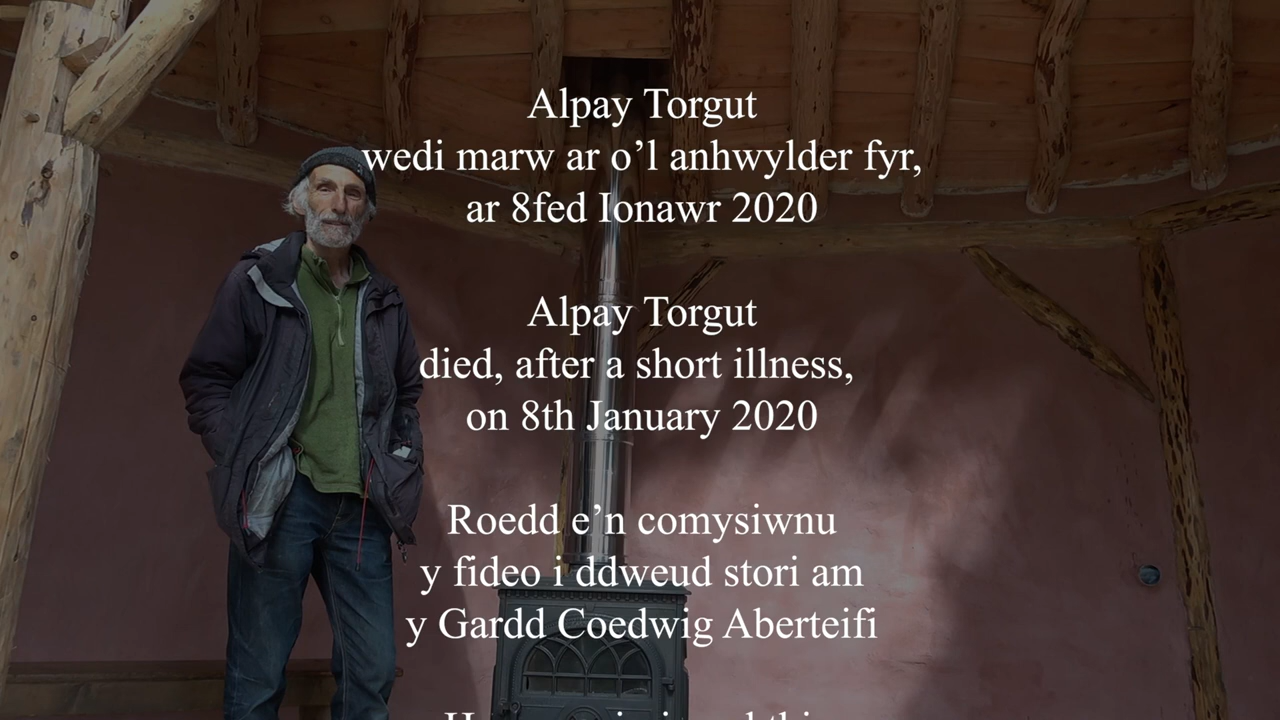 Alpay Torgut
wedi marw ar o’l anhwylder fyr,
ar 8fed Ionawr 2020
Alpay Torgut
died, after a short illness,
on 8th January 2020
Roedd e’n comysiwnu
y fideo i ddweud stori am
y Gardd Coedwig Aberteifi